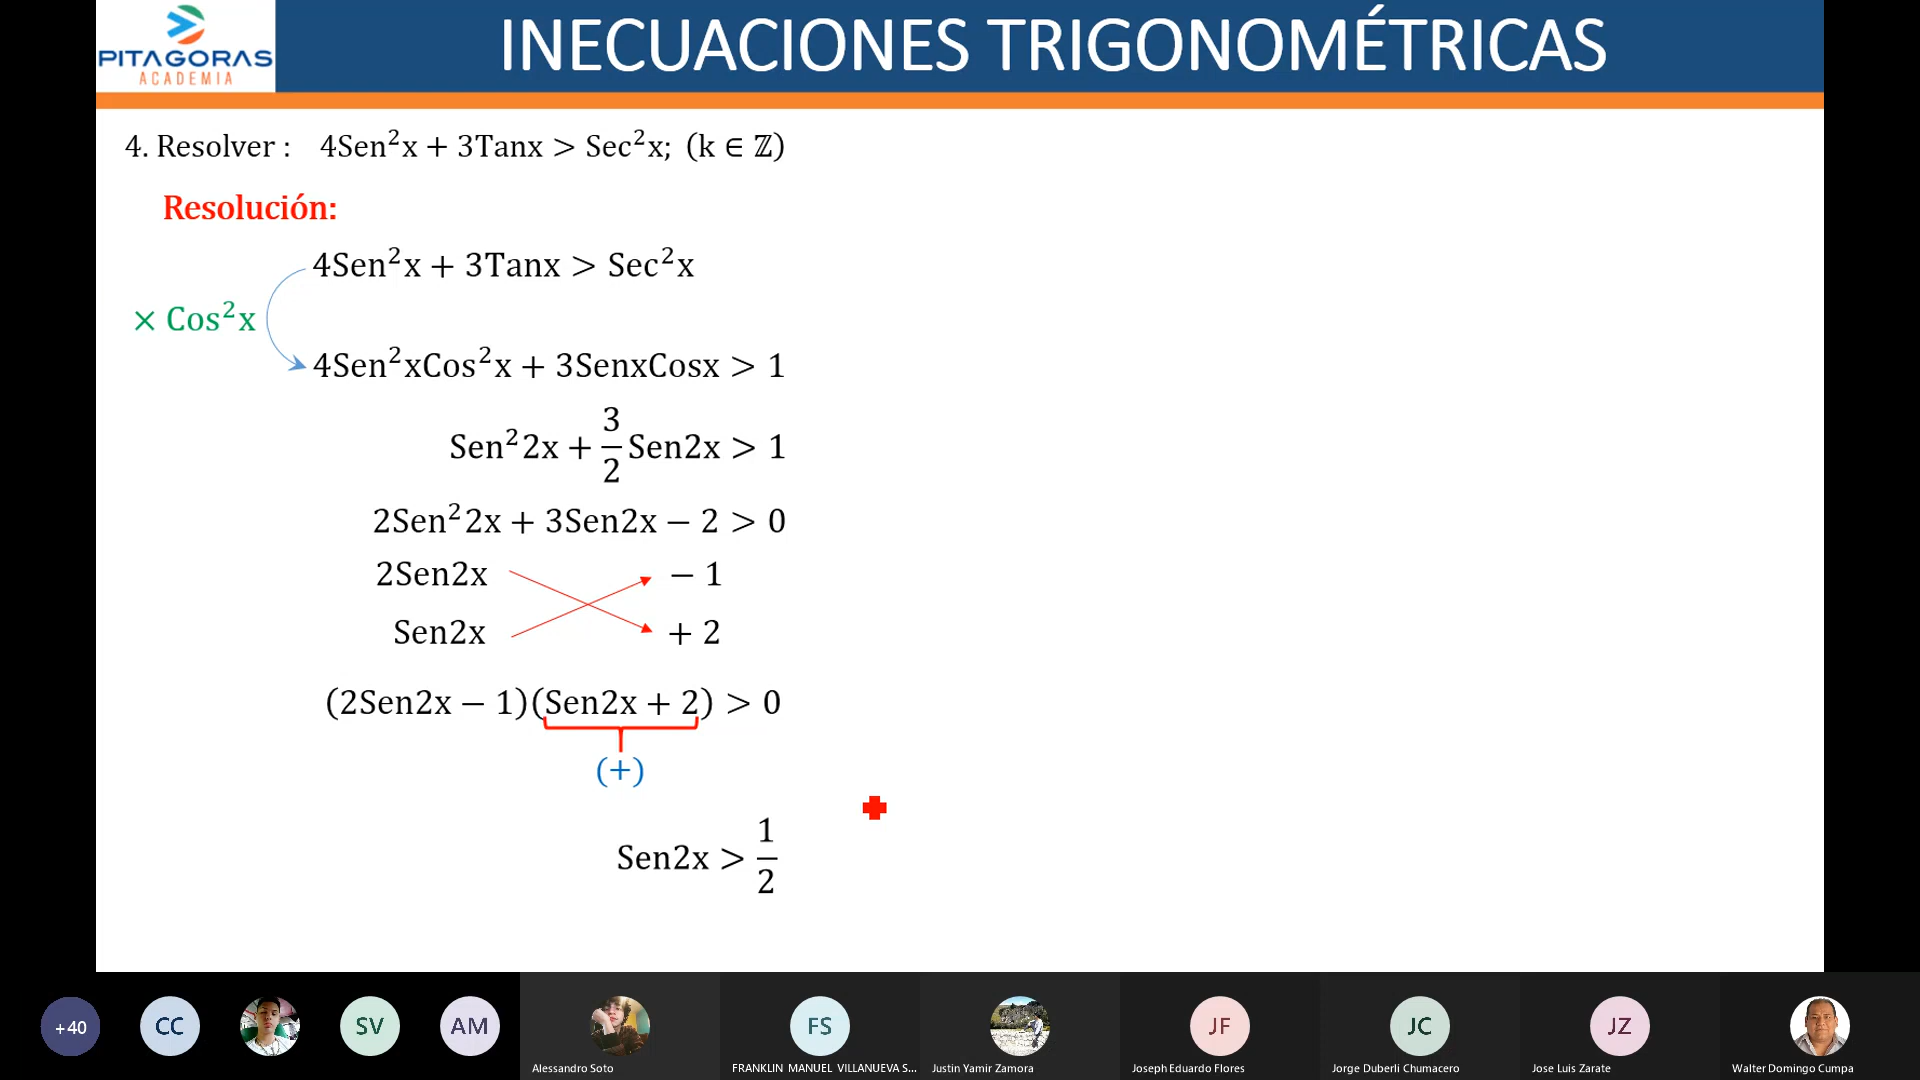 INECUACIONES TRIGONOMÉTRICAS
PITAGORAS
ACADEMIA
4. Resolver : 4Sen²x + 3Tanx > Sec²x; (k ∈ ℤ)
Resolución:
4Sen²x + 3Tanx > Sec²x
× Cos²x
4Sen²xCos²x + 3SenxCosx > 1
Sen²2x + 3/2 Sen2x > 1
2Sen²2x + 3Sen2x − 2 > 0
2Sen2x − 1
Sen2x + 2
(2Sen2x − 1)(Sen2x + 2) > 0
(+)
Sen2x > 1/2
+40 CC SV AM FS JF JC JZ
Alessandro Soto FRANKLIN MANUEL VILLANUEVA S... Justin Yamir Zamora Joseph Eduardo Flores Jorge Duberli Chumacero Jose Luis Zarate Walter Domingo Cumpa